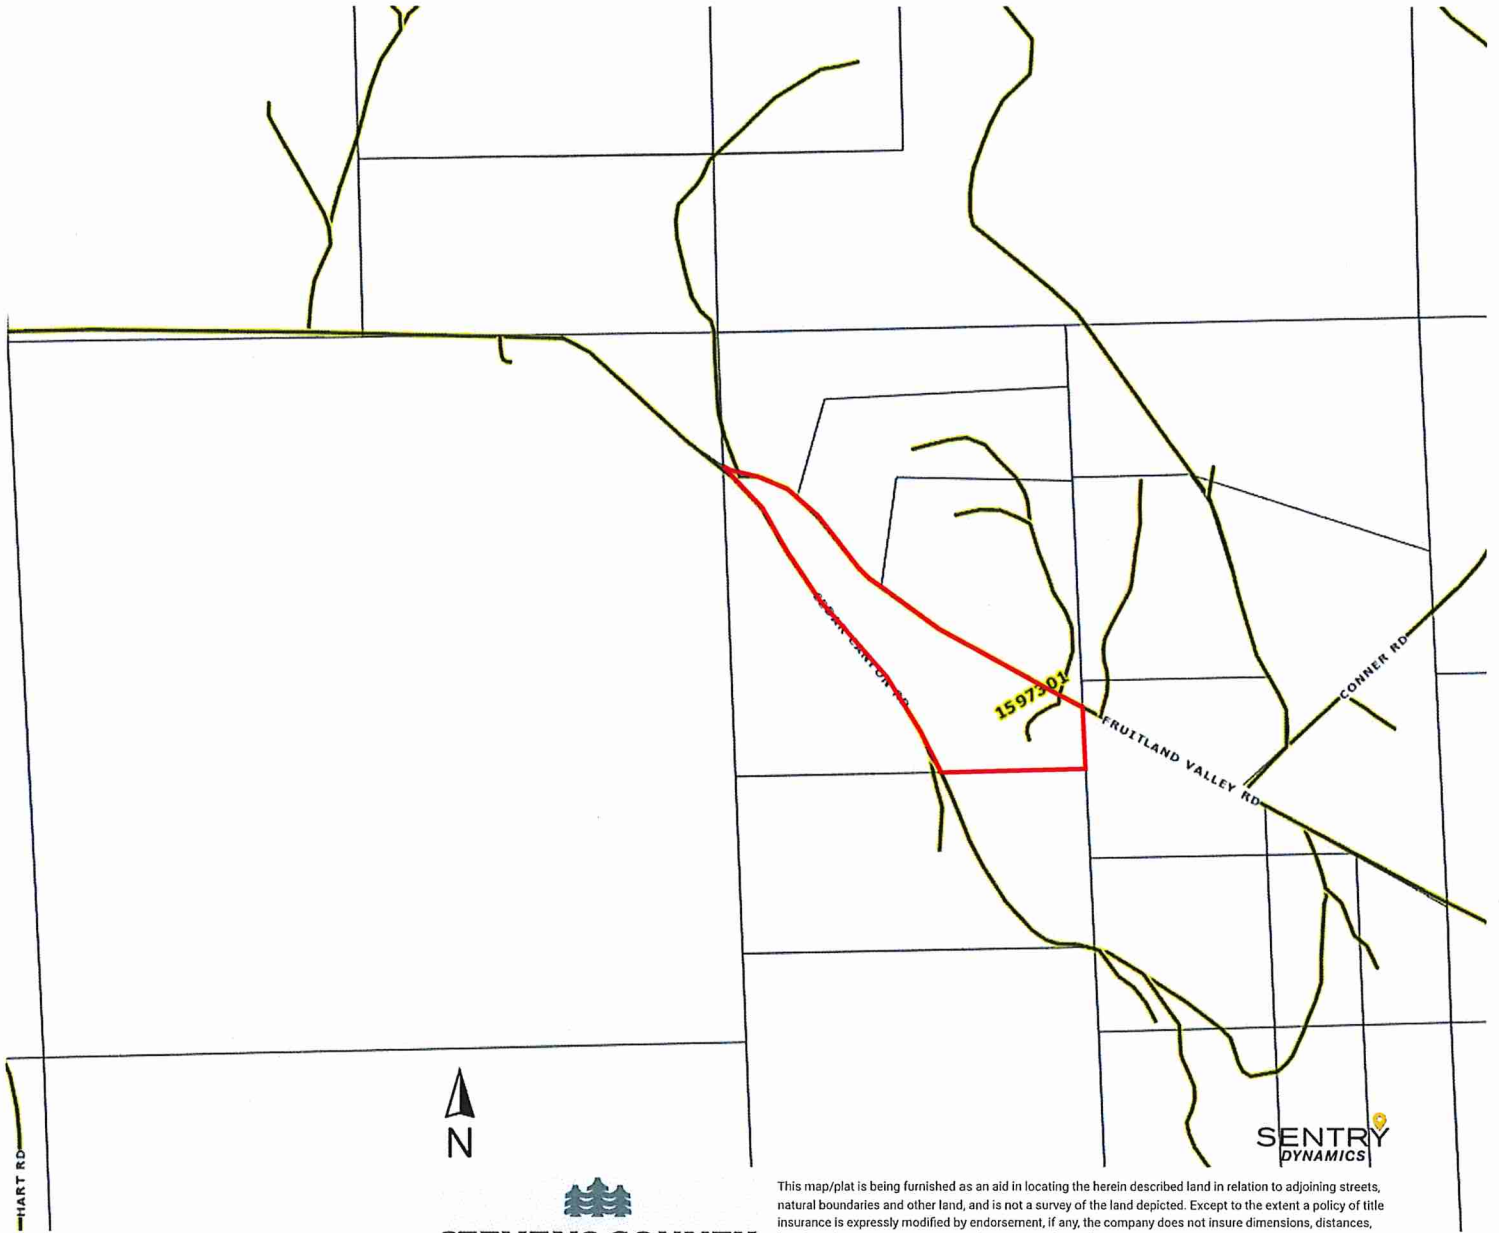 CANYON RD
1597301
FRUITLAND VALLEY RD
CONNER RD
HART RD
N
SENTRY
DYNAMICS
This map/plat is being furnished as an aid in locating the herein described land in relation to adjoining streets,
natural boundaries and other land, and is not a survey of the land depicted. Except to the extent a policy of title
insurance is expressly modified by endorsement, if any, the company does not insure dimensions, distances,